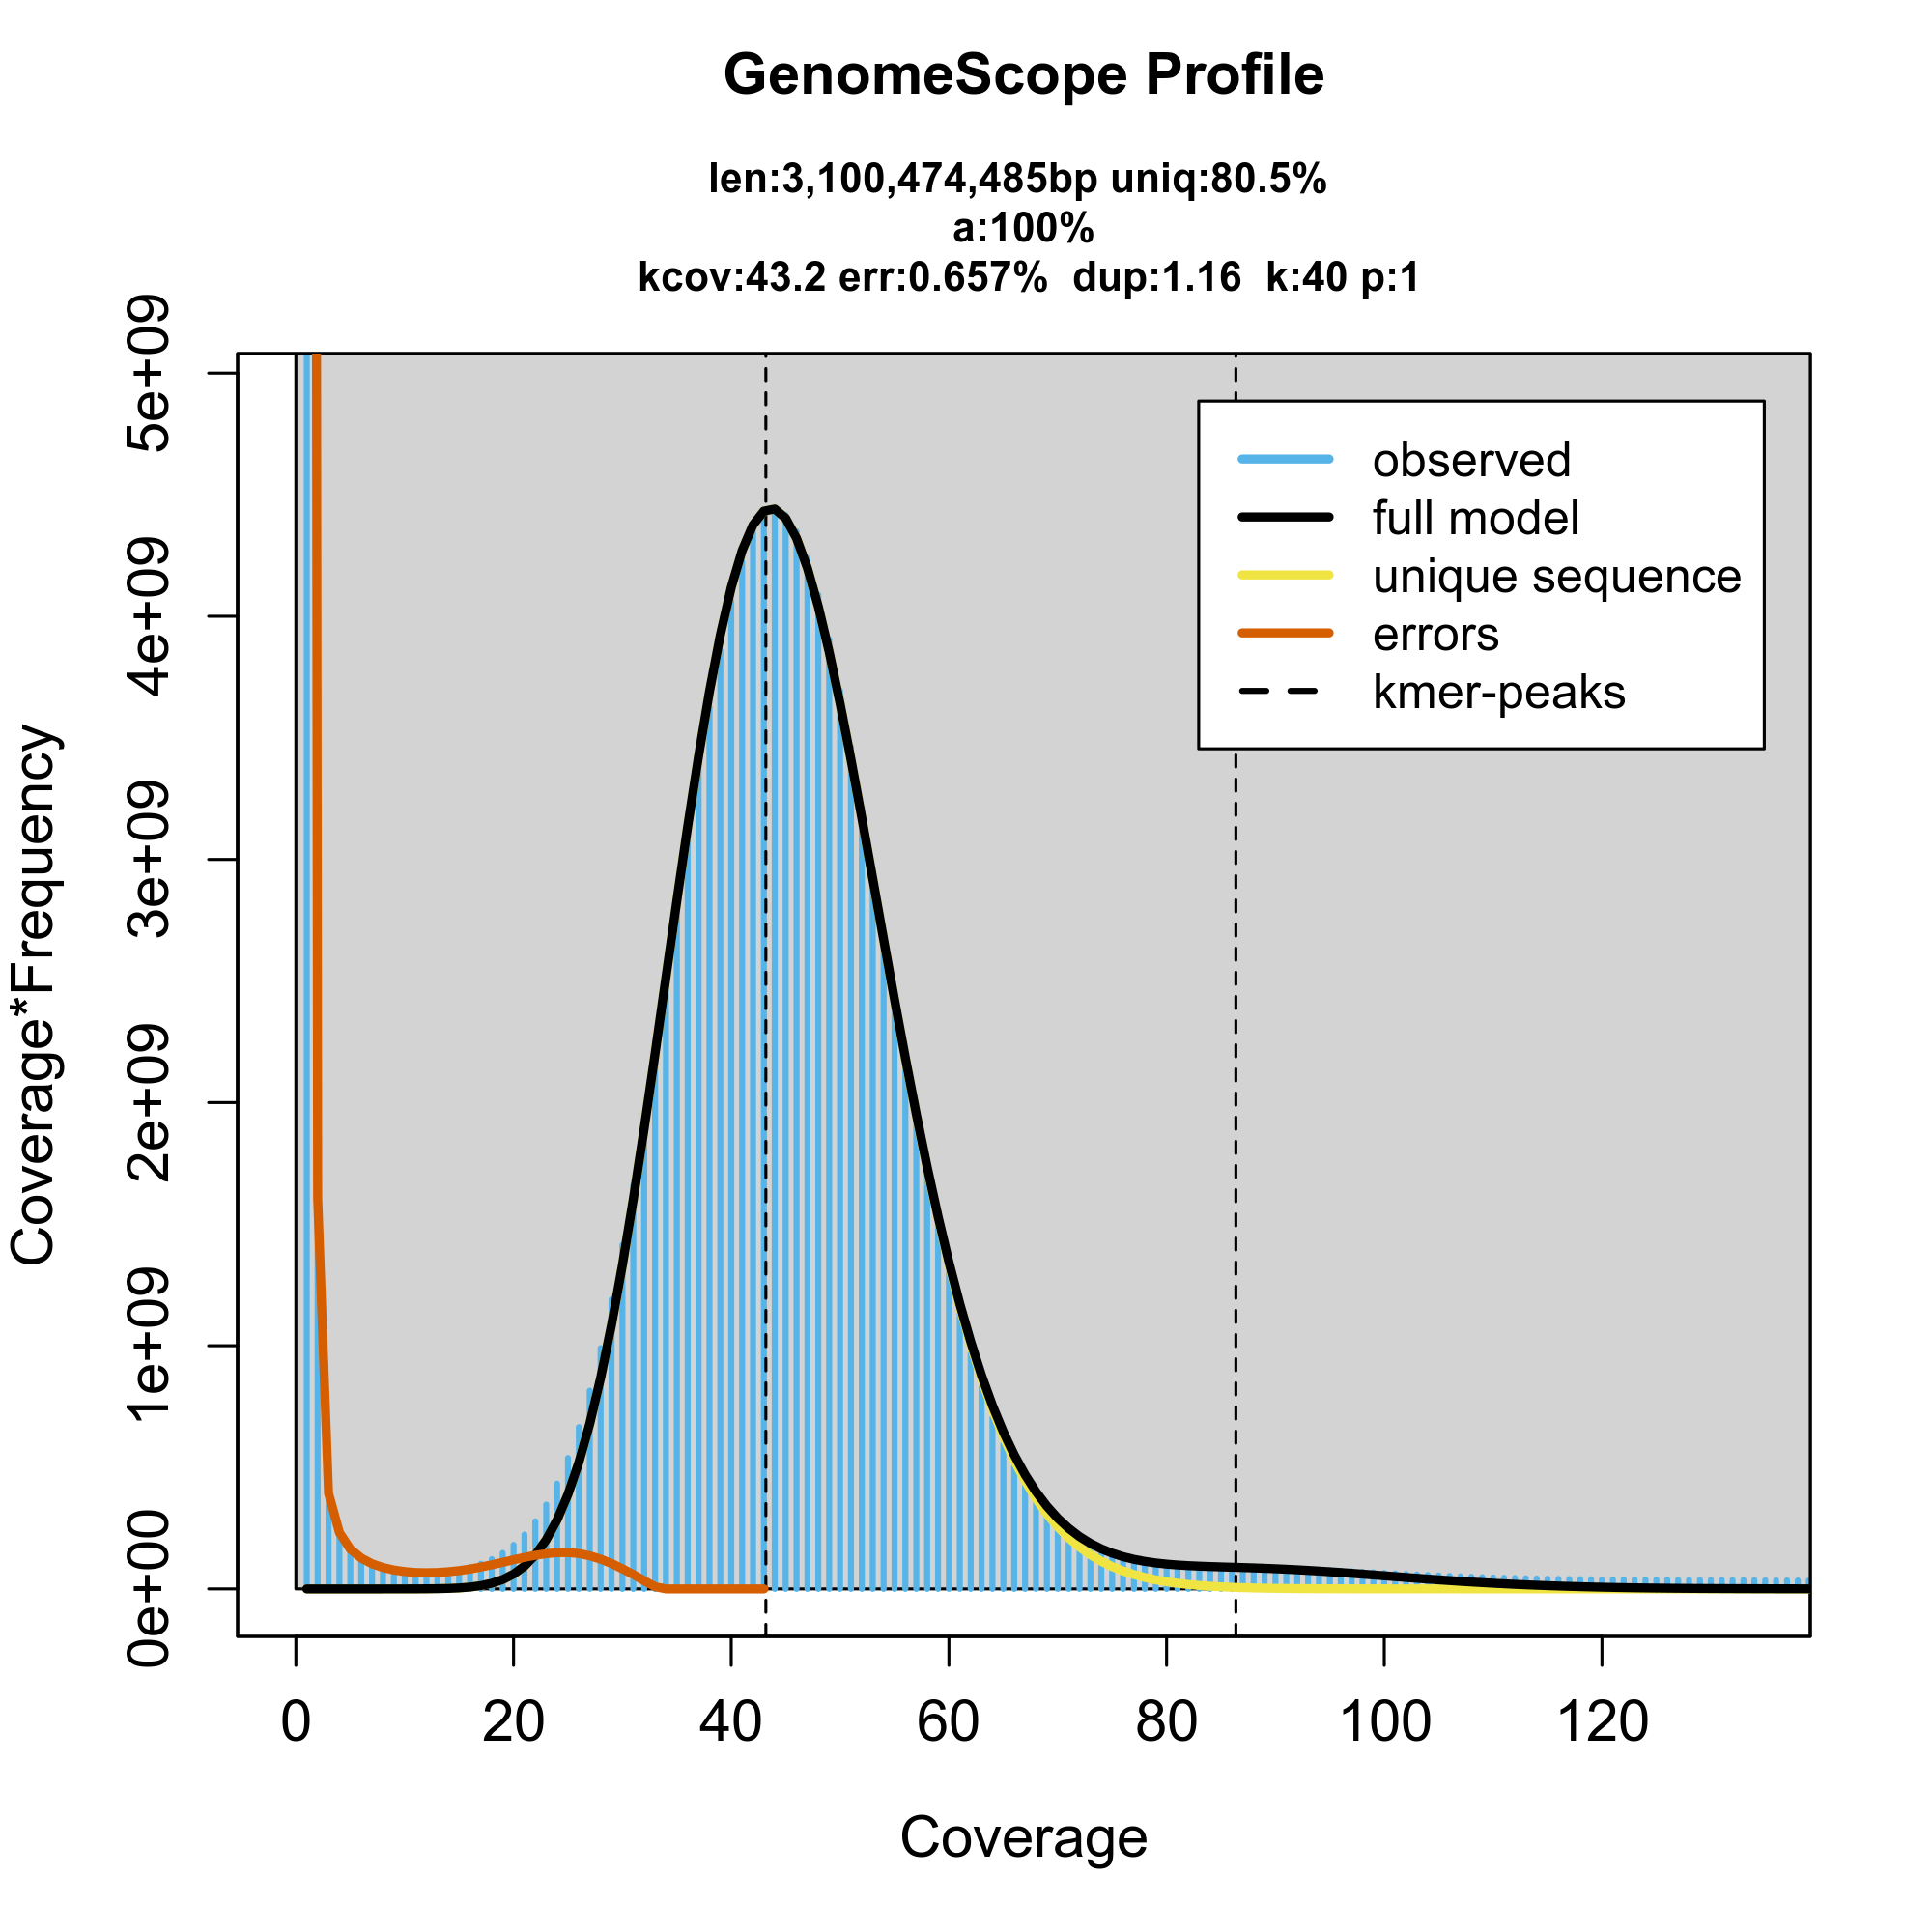 GenomeScope Profile
len:3,100,474,485bp uniq:80.5%
a:100%
kcov:43.2 err:0.657%  dup:1.16  k:40 p:1
observed
full model
unique sequence
errors
kmer-peaks
Coverage*Frequency
5e+09
4e+09
3e+09
2e+09
1e+09
0e+00
0 20 40 60 80 100 120
Coverage